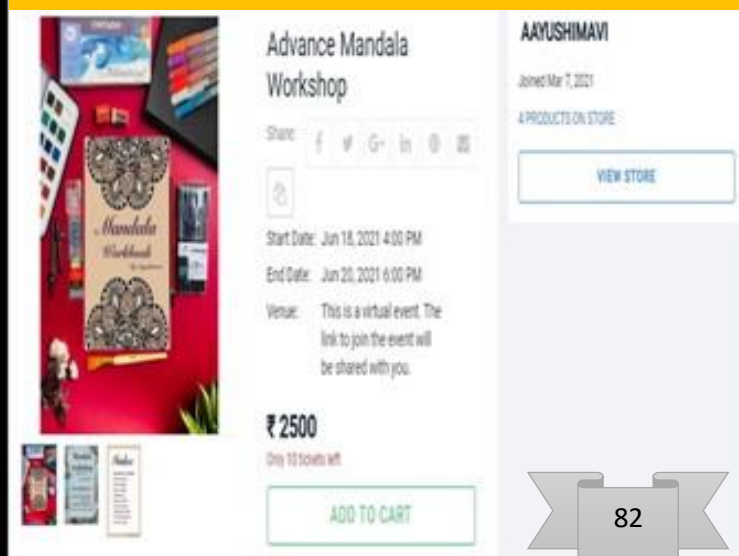 Advance Mandala
Workshop
Share:
f G+ in
Start Date: Jun 18, 2021 4:00 PM
End Date: Jun 20, 2021 6:00 PM
Venue: This is a virtual event. The
link to join the event will
be shared with you.
₹ 2500
Only 10 tickets left
ADD TO CART
AAYUSHIMAVI
Joined Mar 7, 2021
4 PRODUCTS ON STORE
VIEW STORE
Mandala
Workbook
82